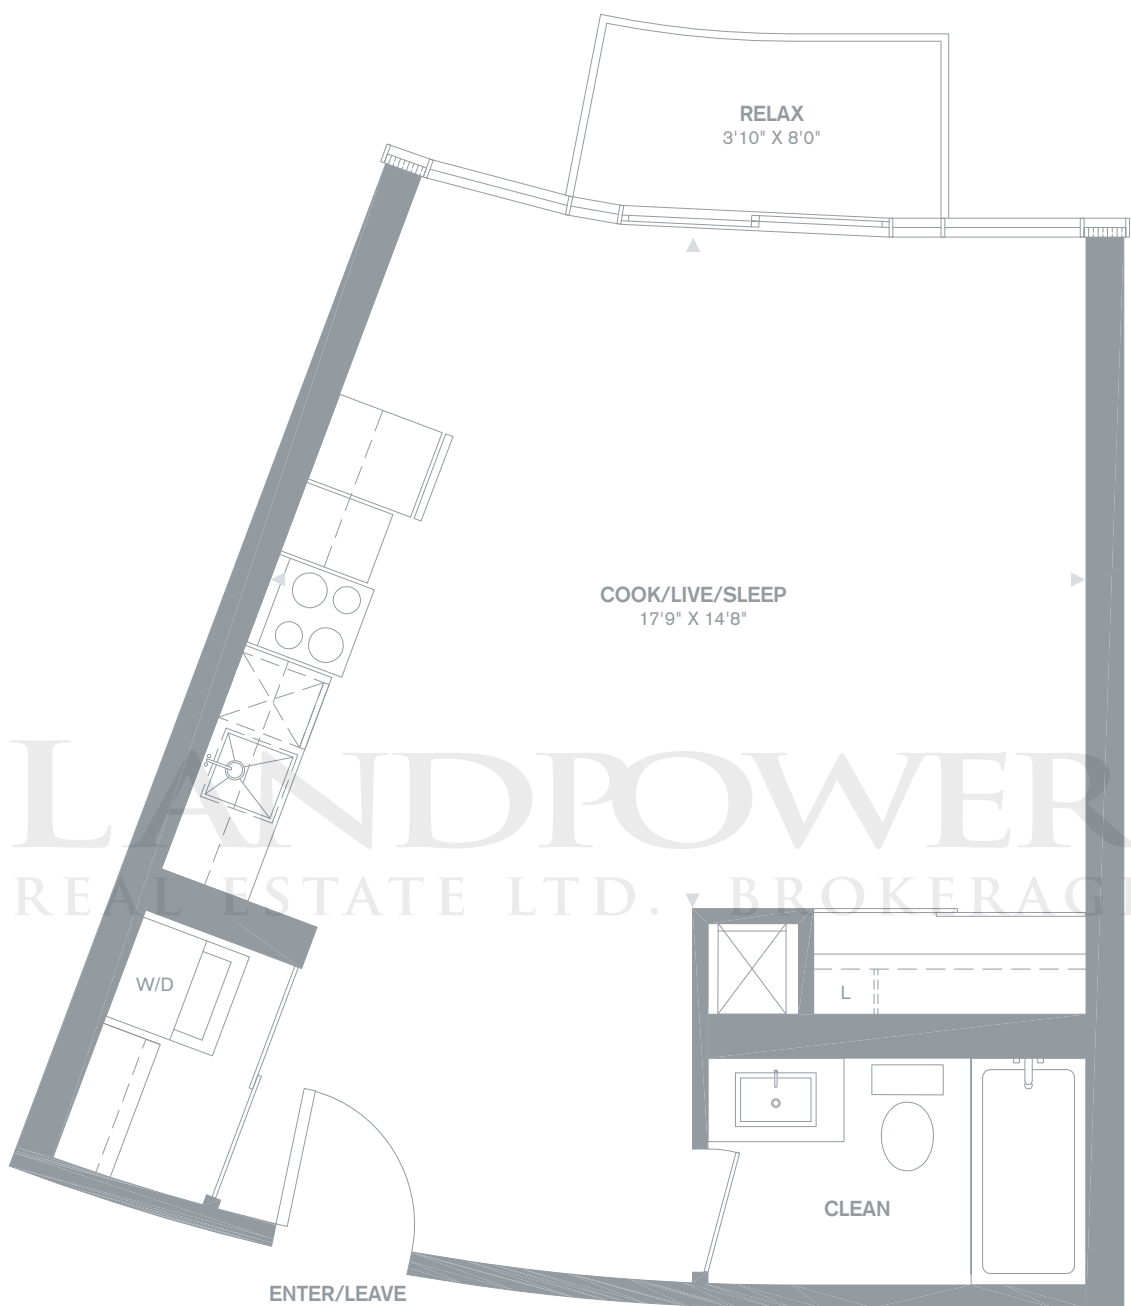 RELAX
3'10" X 8'0"
COOK/LIVE/SLEEP
17'9" X 14'8"
LANDPOWER
REAL ESTATE LTD. BROKERAGE
W/D
L
CLEAN
ENTER/LEAVE